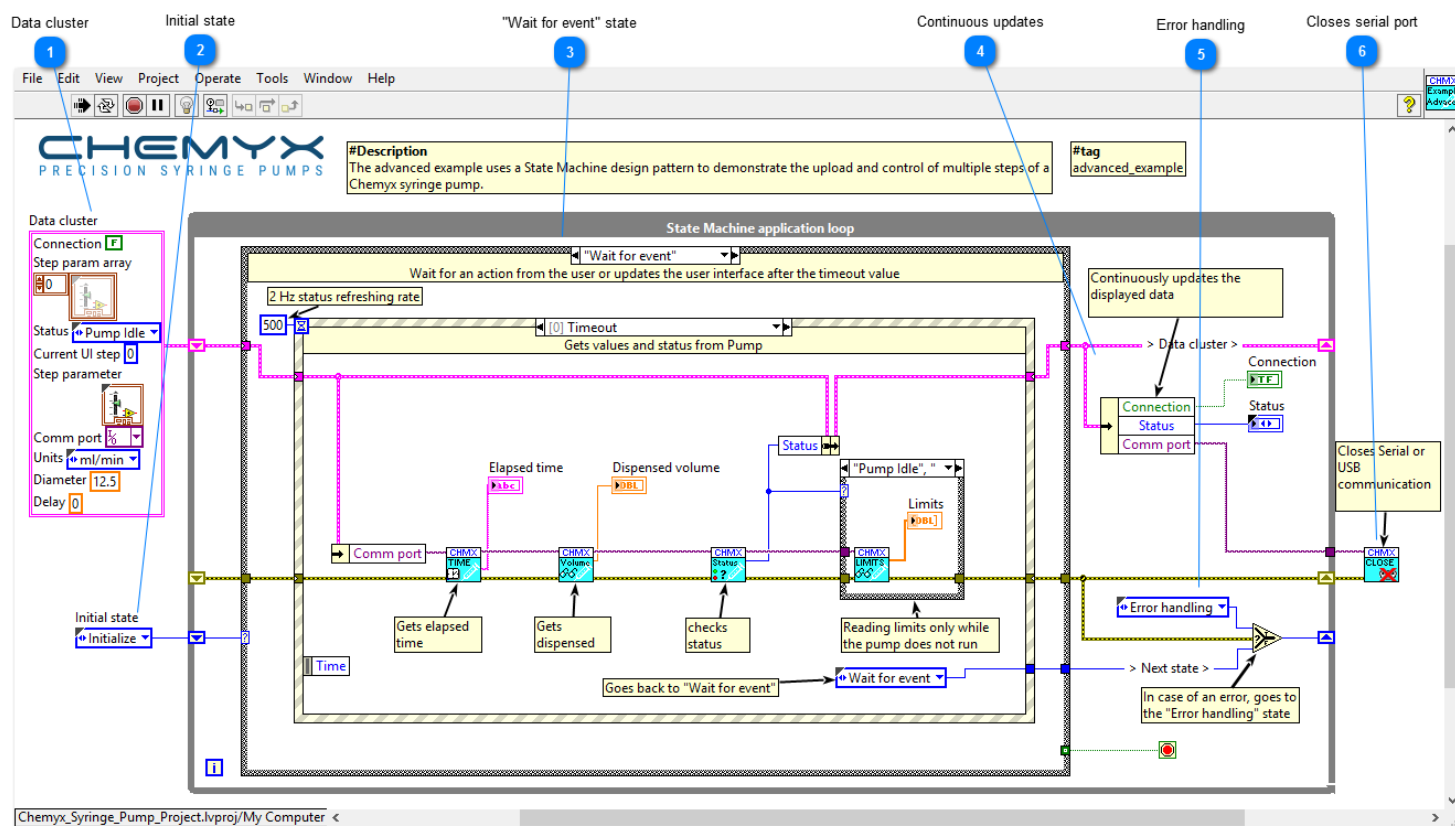 Data cluster
Initial state
"Wait for event" state
Continuous updates
Error handling
Closes serial port
1
2
3
4
5
6
File Edit View Project Operate Tools Window Help
CHMX
CHEMYX
PRECISION SYRINGE PUMPS
#Description
The advanced example uses a State Machine design pattern to demonstrate the upload and control of multiple steps of a
Chemyx syringe pump.
#tag
advanced_example
State Machine application loop
Data cluster
Connection F
Step param array
0
Status Pump Idle
Current UI step 0
Step parameter
Comm port
Units ml/min
Diameter 12.5
Delay 0
"Wait for event"
Wait for an action from the user or updates the user interface after the timeout value
2 Hz status refreshing rate
500
[0] Timeout
Gets values and status from Pump
Continuously updates the
displayed data
> Data cluster >
Connection
TF
Connection
Status
Comm port
Status
Closes Serial or
USB
communication
CHMX
CLOSE
Status
"Pump Idle", "
Limits
DBL
Elapsed time
abc
Dispensed volume
DBL
Comm port
CHMX
TIME
CHMX
Volume
CHMX
Status
?
CHMX
LIMITS
Gets elapsed
time
Gets
dispensed
checks
status
Reading limits only while
the pump does not run
Time
Goes back to "Wait for event"
Wait for event
Initial state
Initialize
?
Error handling
> Next state >
In case of an error, goes to
the "Error handling" state
i
Chemyx_Syringe_Pump_Project.lvproj/My Computer